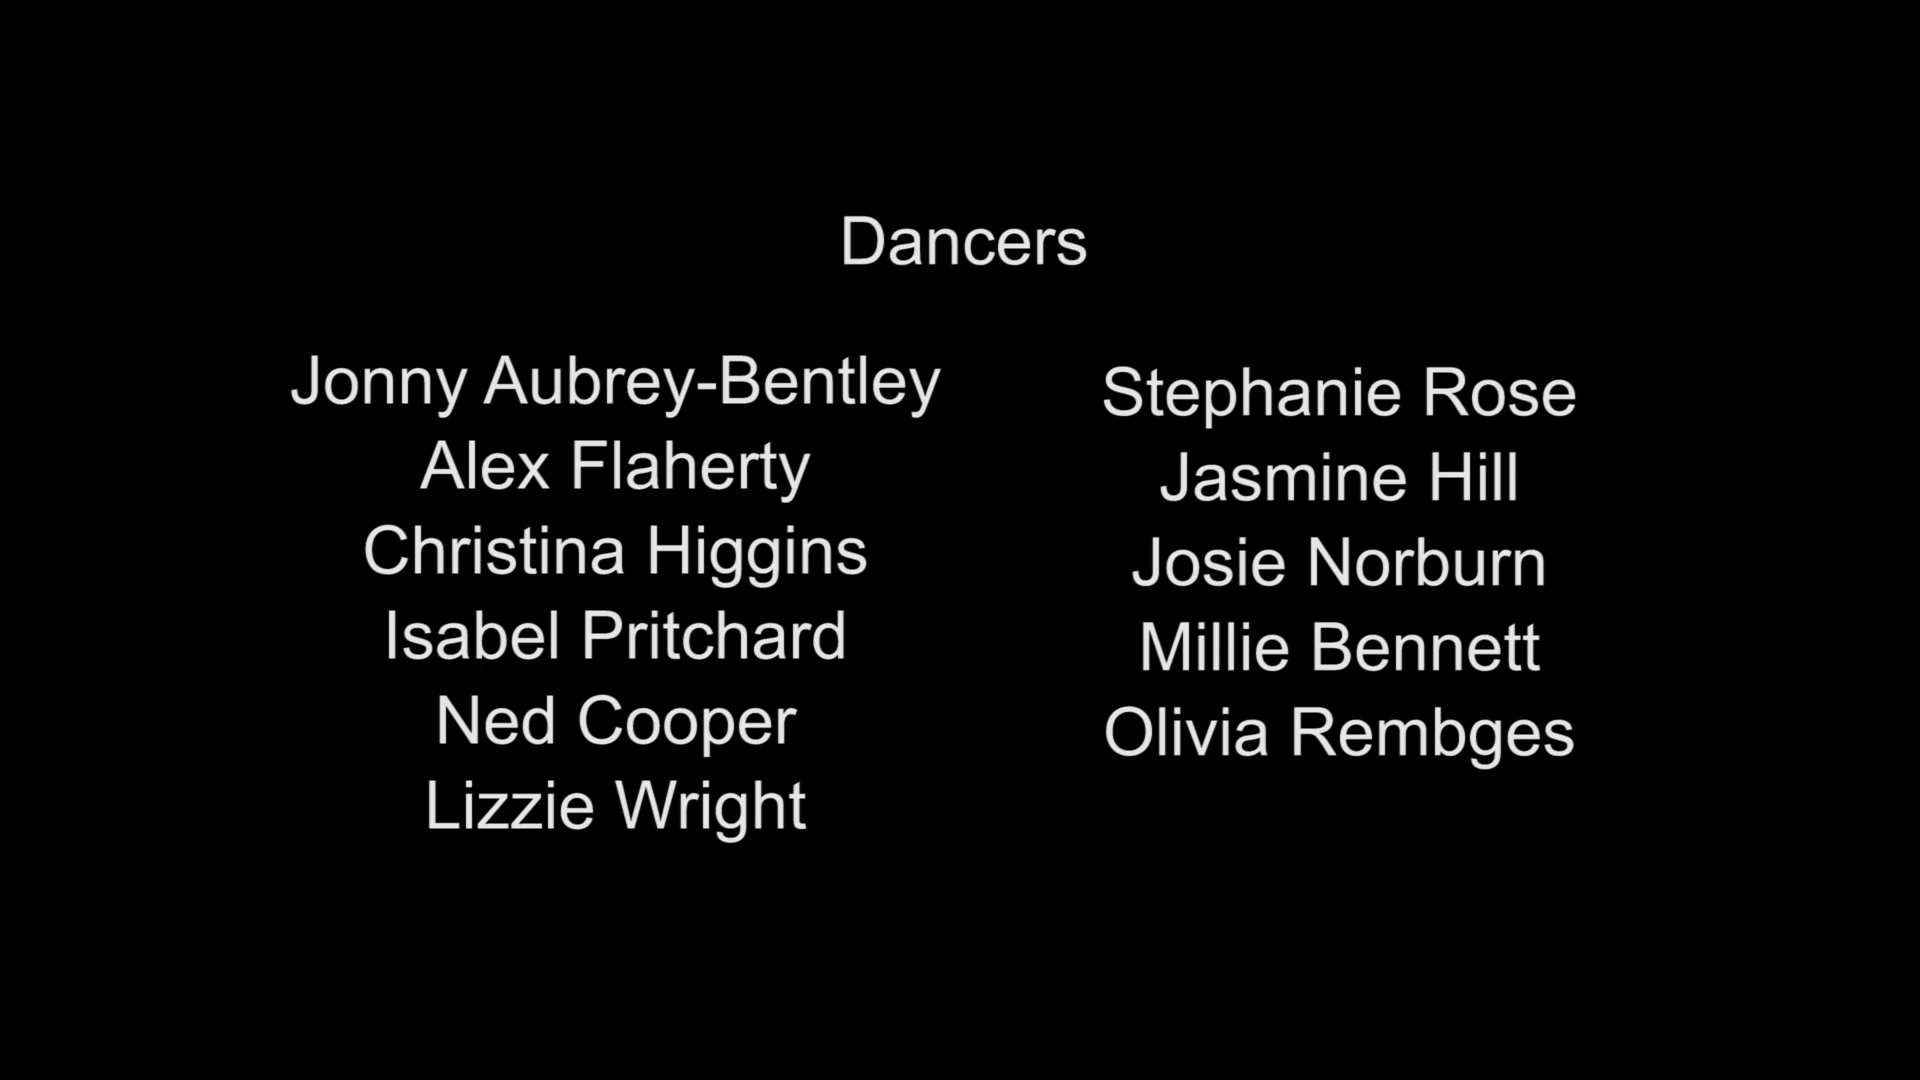 Dancers
Jonny Aubrey-Bentley
Alex Flaherty
Christina Higgins
Isabel Pritchard
Ned Cooper
Lizzie Wright
Stephanie Rose
Jasmine Hill
Josie Norburn
Millie Bennett
Olivia Rembges